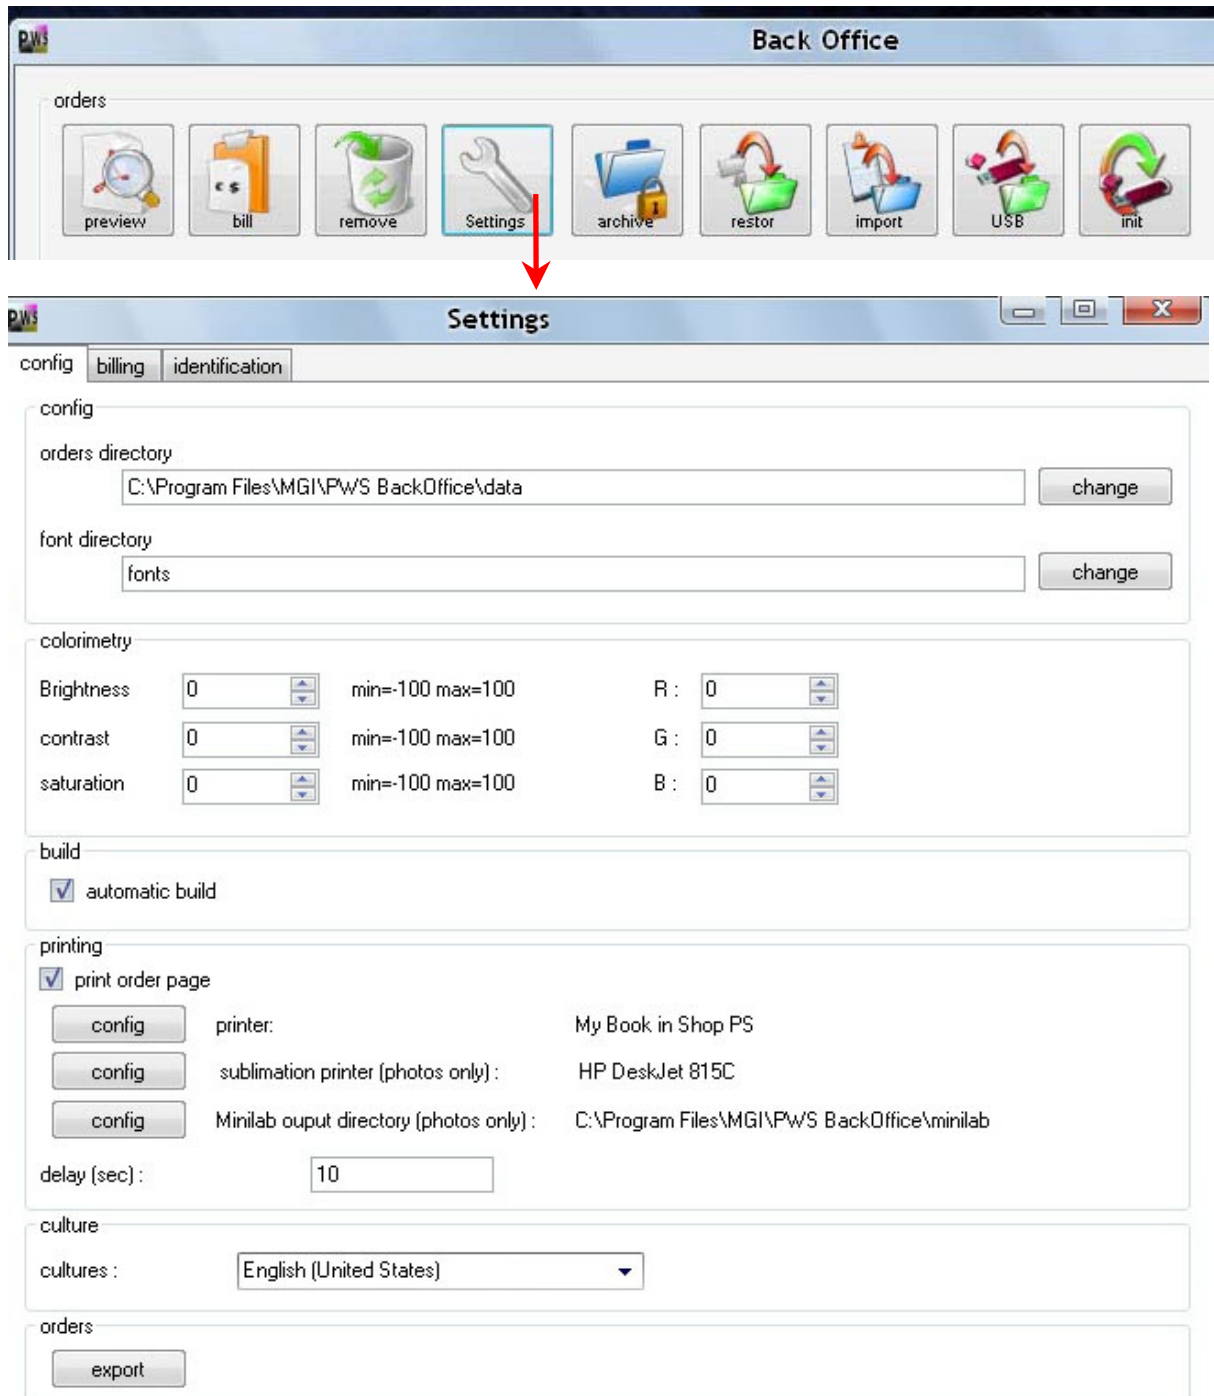 PWS Back Office
orders
preview bill remove Settings archive restor import USB init
PWS Settings
config billing identification
config
orders directory
C:\Program Files\MGI\PWS BackOffice\data change
font directory
fonts change
colorimetry
Brightness 0 min=-100 max=100 R : 0
contrast 0 min=-100 max=100 G : 0
saturation 0 min=-100 max=100 B : 0
build
automatic build
printing
print order page
config printer: My Book in Shop PS
config sublimation printer (photos only) : HP DeskJet 815C
config Minilab ouput directory (photos only) : C:\Program Files\MGI\PWS BackOffice\minilab
delay (sec) : 10
culture
cultures : English (United States)
orders
export